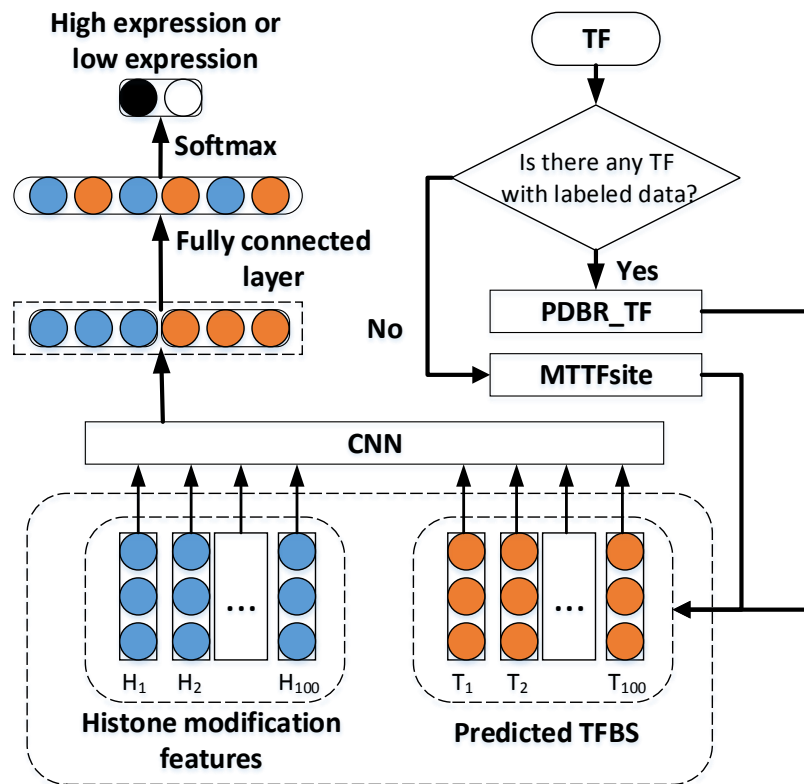 High expression or
low expression
Softmax
Fully connected
layer
CNN
...
...
H1
H2
H100
T1
T2
T100
Histone modification
features
Predicted TFBS
TF
Is there any TF
with labeled data?
Yes
No
PDBR_TF
MTTFsite